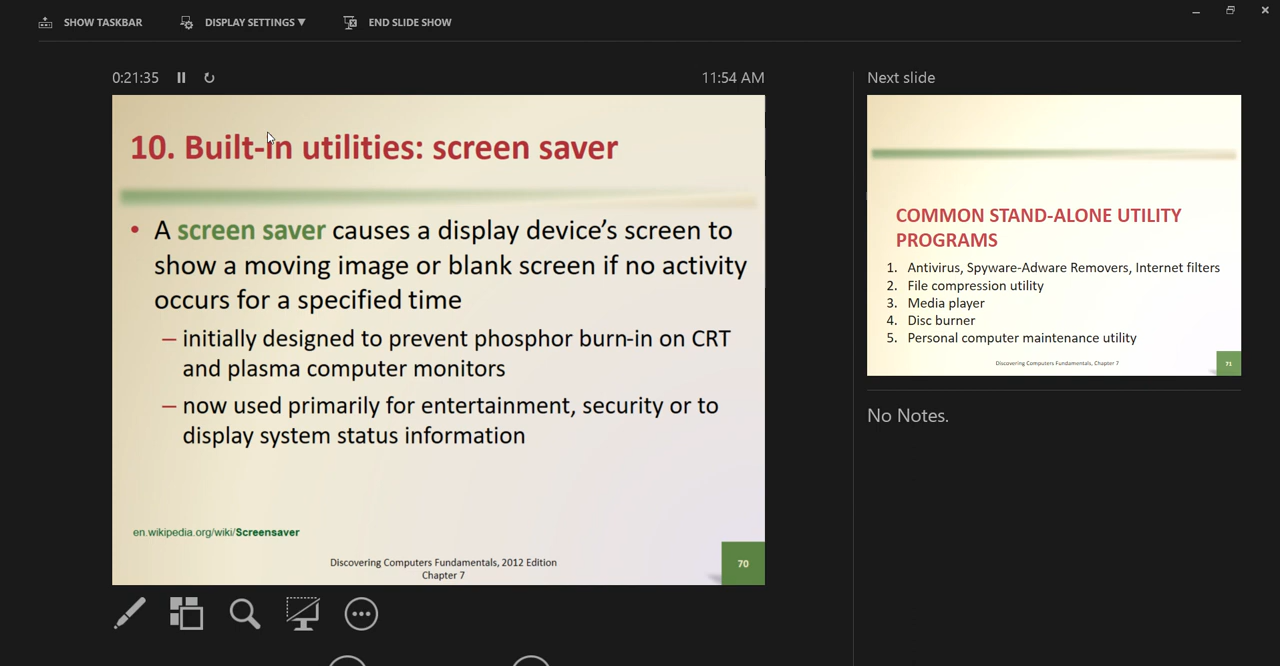 SHOW TASKBAR DISPLAY SETTINGS ▼ END SLIDE SHOW
0:21:35 11:54 AM
10. Built-in utilities: screen saver
• A screen saver causes a display device’s screen to
show a moving image or blank screen if no activity
occurs for a specified time
– initially designed to prevent phosphor burn-in on CRT
and plasma computer monitors
– now used primarily for entertainment, security or to
display system status information
en.wikipedia.org/wiki/Screensaver
Discovering Computers Fundamentals, 2012 Edition
Chapter 7
70
Next slide
COMMON STAND-ALONE UTILITY
PROGRAMS
1. Antivirus, Spyware-Adware Removers, Internet filters
2. File compression utility
3. Media player
4. Disc burner
5. Personal computer maintenance utility
Discovering Computers Fundamentals, Chapter 7
71
No Notes.